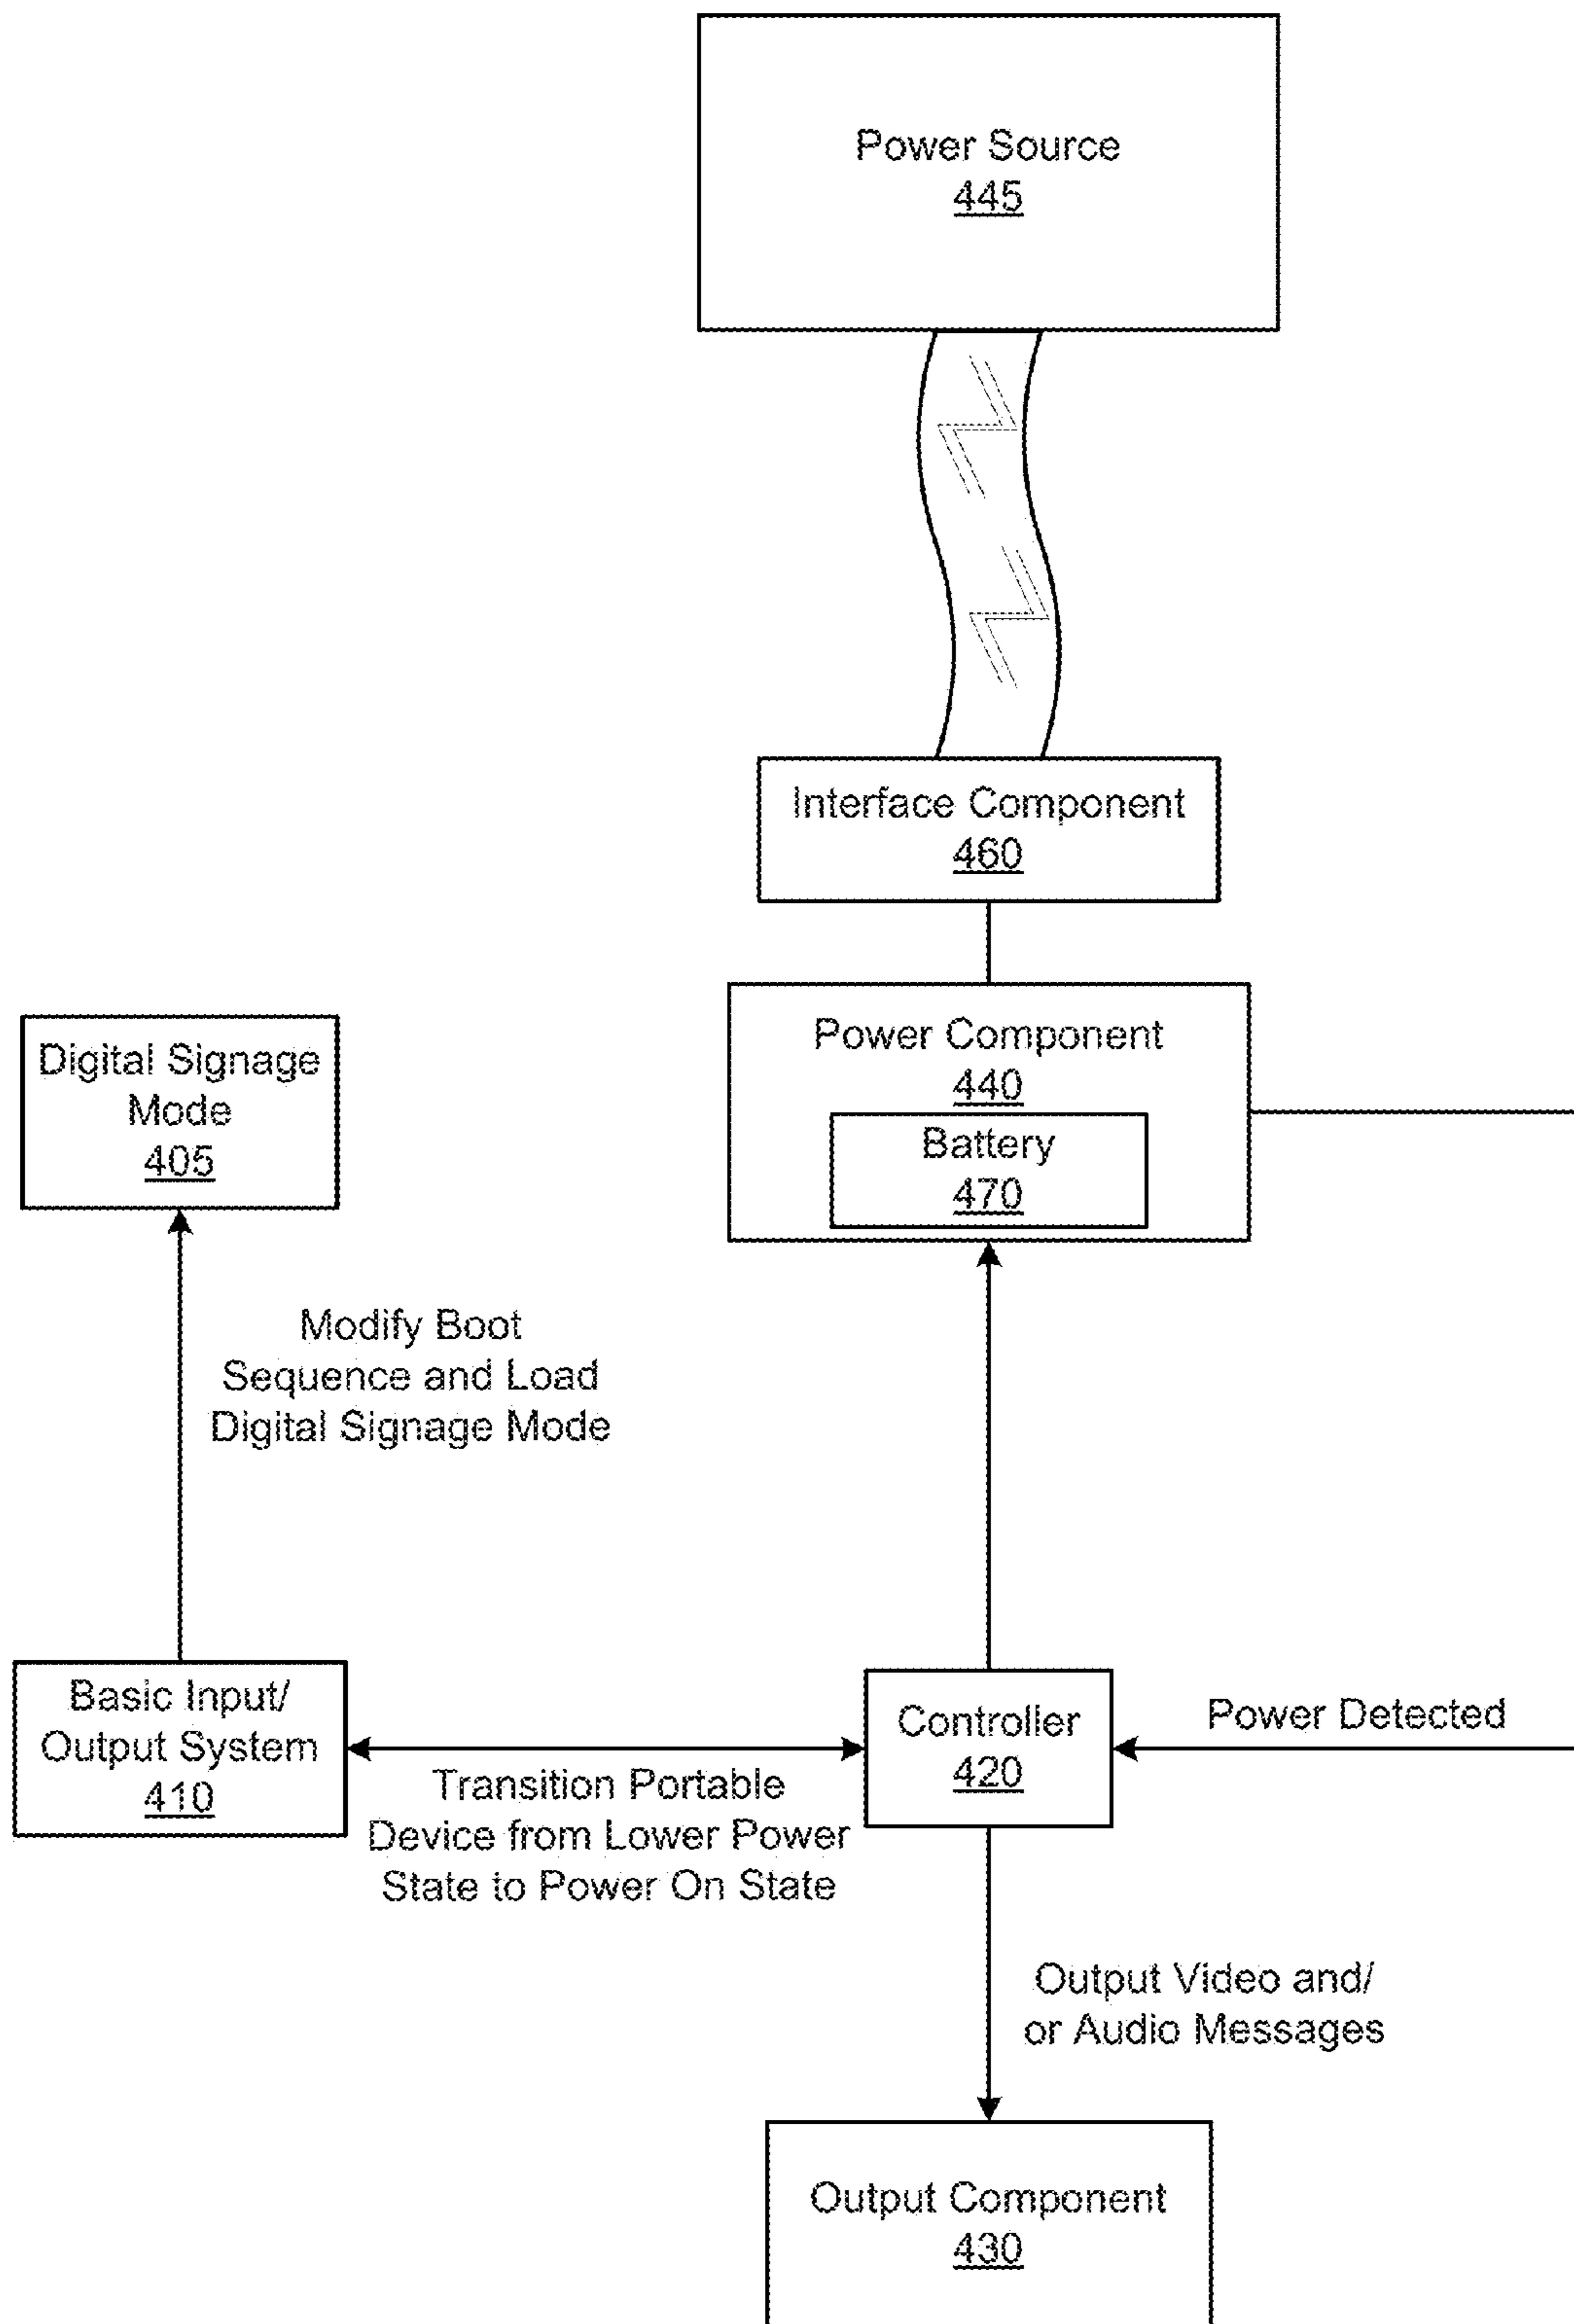 Power Source
445
Interface Component
460
Power Component
440
Battery
470
Digital Signage
Mode
405
Modify Boot
Sequence and Load
Digital Signage Mode
Basic Input/
Output System
410
Transition Portable
Device from Lower Power
State to Power On State
Controller
420
Power Detected
Output Video and/
or Audio Messages
Output Component
430